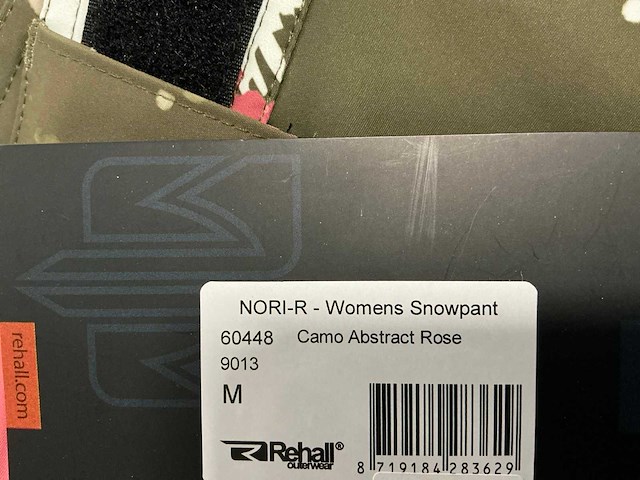 NORI-R - Womens Snowpant
60448 Camo Abstract Rose
9013
M
Rehall®
outerwear
8 719184 283629
rehall.com